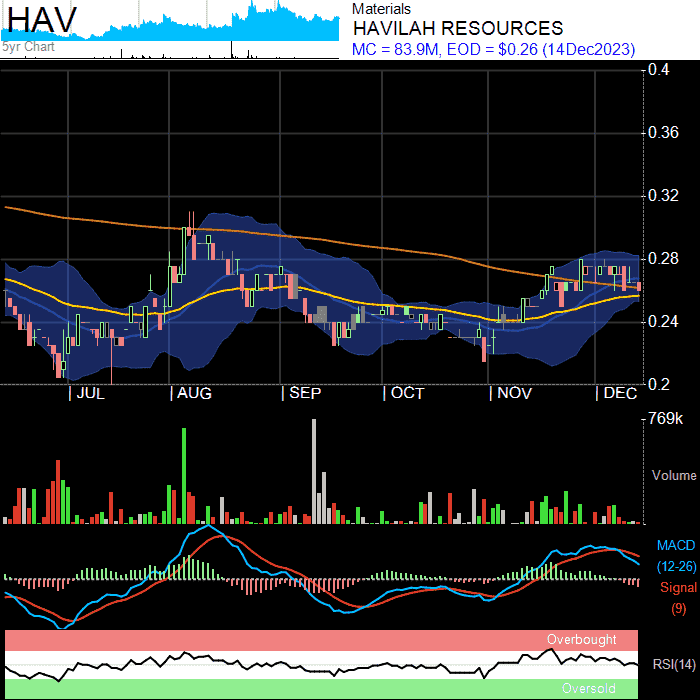 HAV
5yr Chart
Materials
HAVILAH RESOURCES
MC = 83.9M, EOD = $0.26 (14Dec2023)
0.4
0.36
0.32
0.28
0.24
0.2
JUL AUG SEP OCT NOV DEC
769k
Volume
MACD
(12-26)
Signal
(9)
Overbought
RSI(14)
Oversold